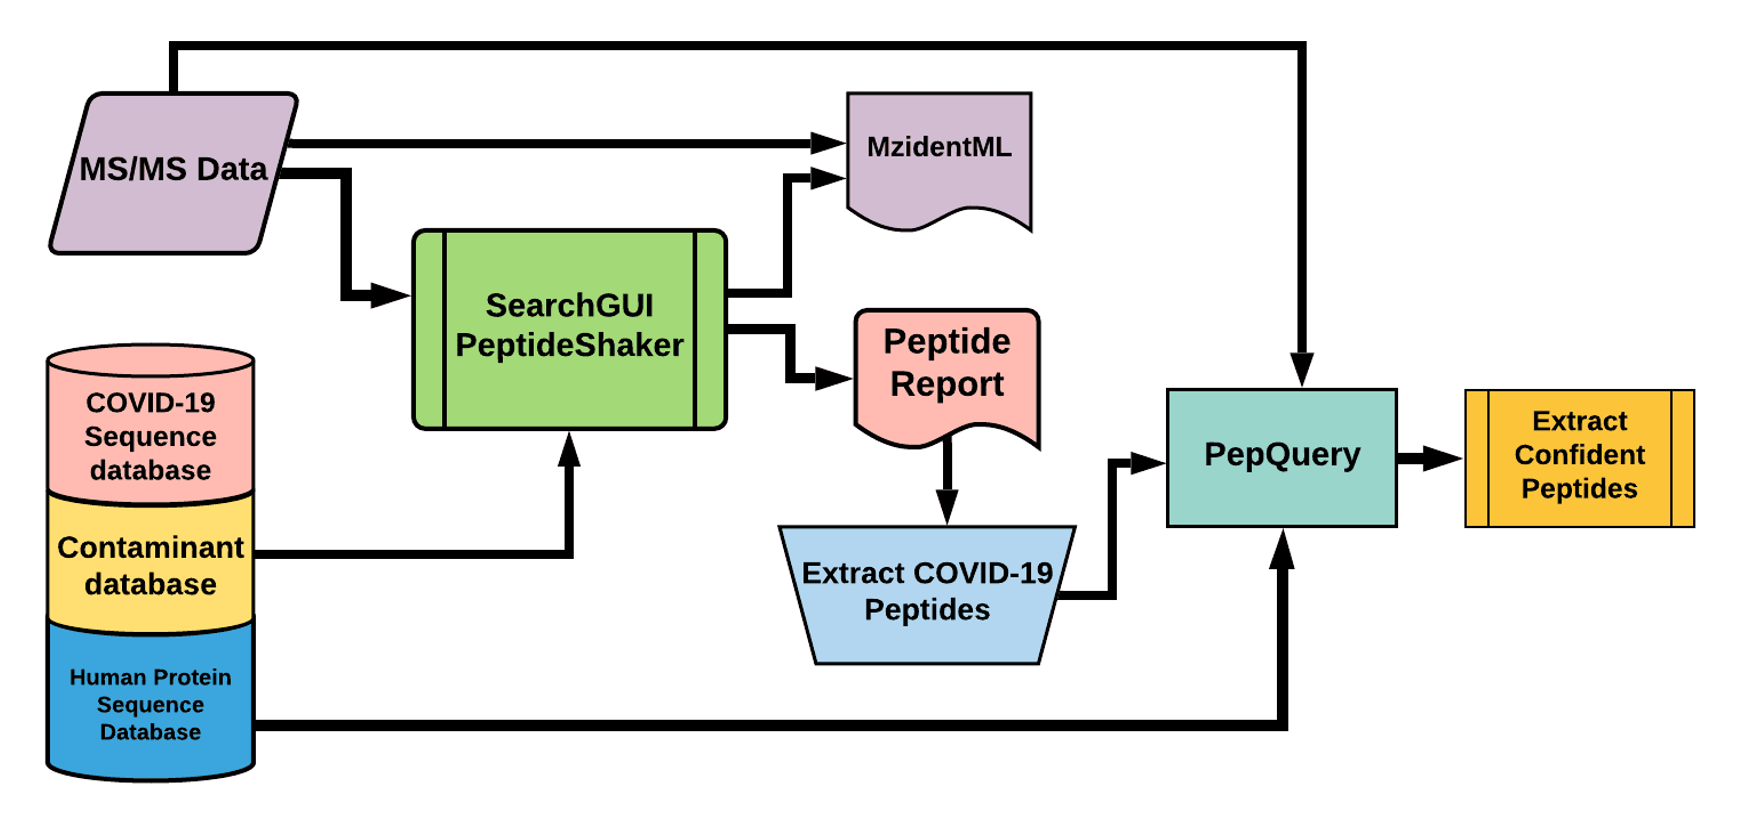 MS/MS Data
MzidentML
SearchGUI
PeptideShaker
Peptide
Report
COVID-19
Sequence
database
Contaminant
database
Human Protein
Sequence
Database
Extract COVID-19
Peptides
PepQuery
Extract
Confident
Peptides